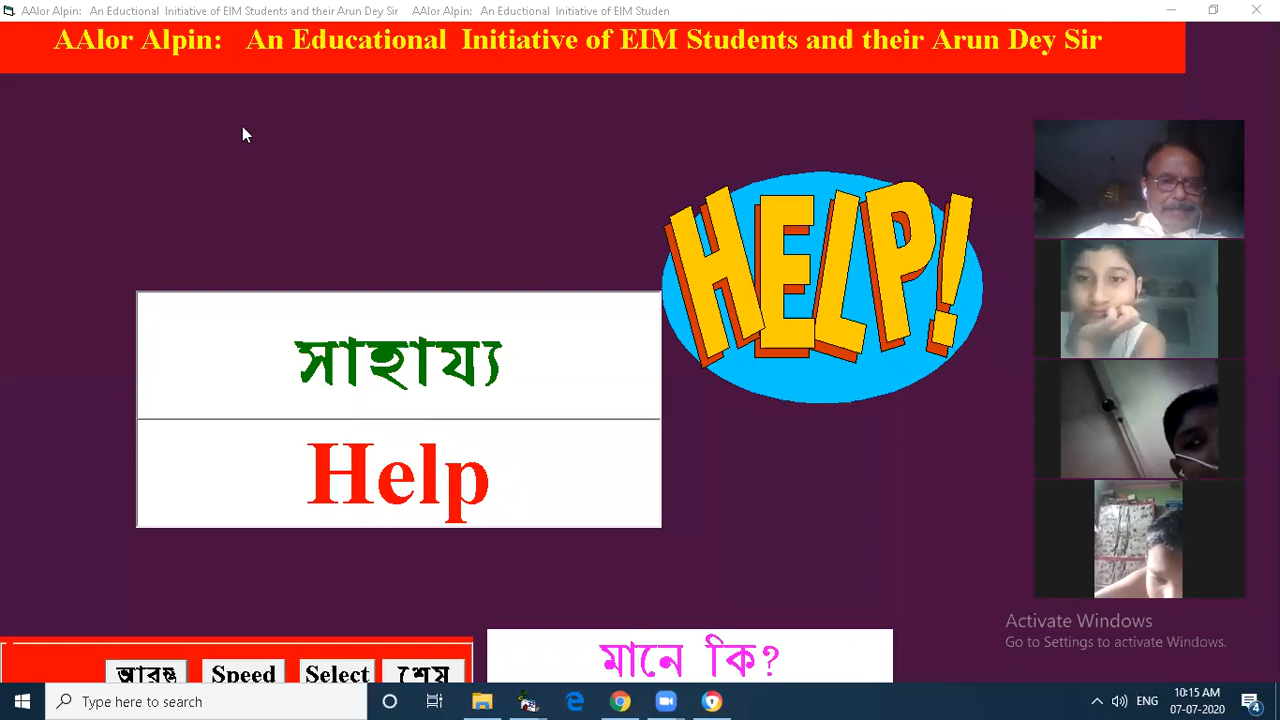 AAlor Alpin:   An Eductional  Initiative of EIM Students and their Arun Dey Sir     AAlor Alpin:   An Eductional  Initiative of EIM Studen
AAlor Alpin:   An Educational  Initiative of EIM Students and their Arun Dey Sir
HELP!
সাহায্য
Help
Activate Windows
Go to Settings to activate Windows.
মানে কি?
আরম্ভ Speed Select শেষ
Type here to search
ENG
10:15 AM
07-07-2020
4